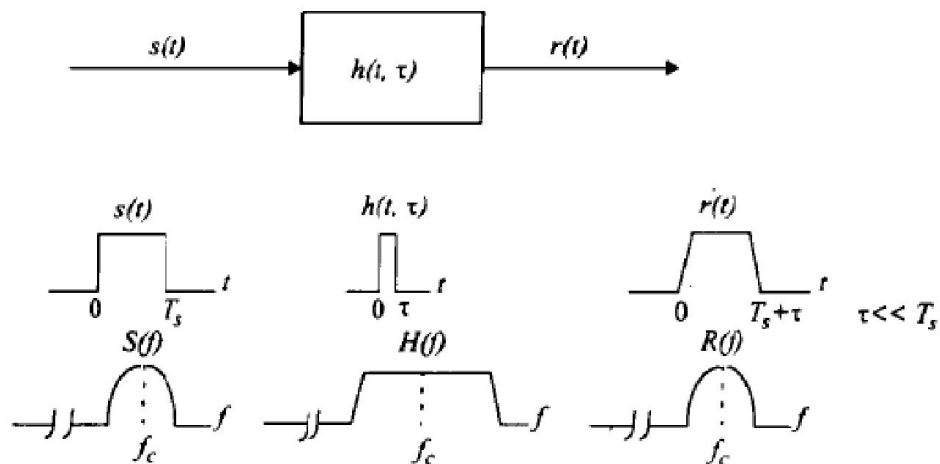 s(t) h(t, τ) r(t)
s(t) h(t, τ) r(t)
t t t
0 T_s 0 τ 0 T_s+τ τ<< T_s
S(f) H(f) R(f)
f f f
f_c f_c f_c